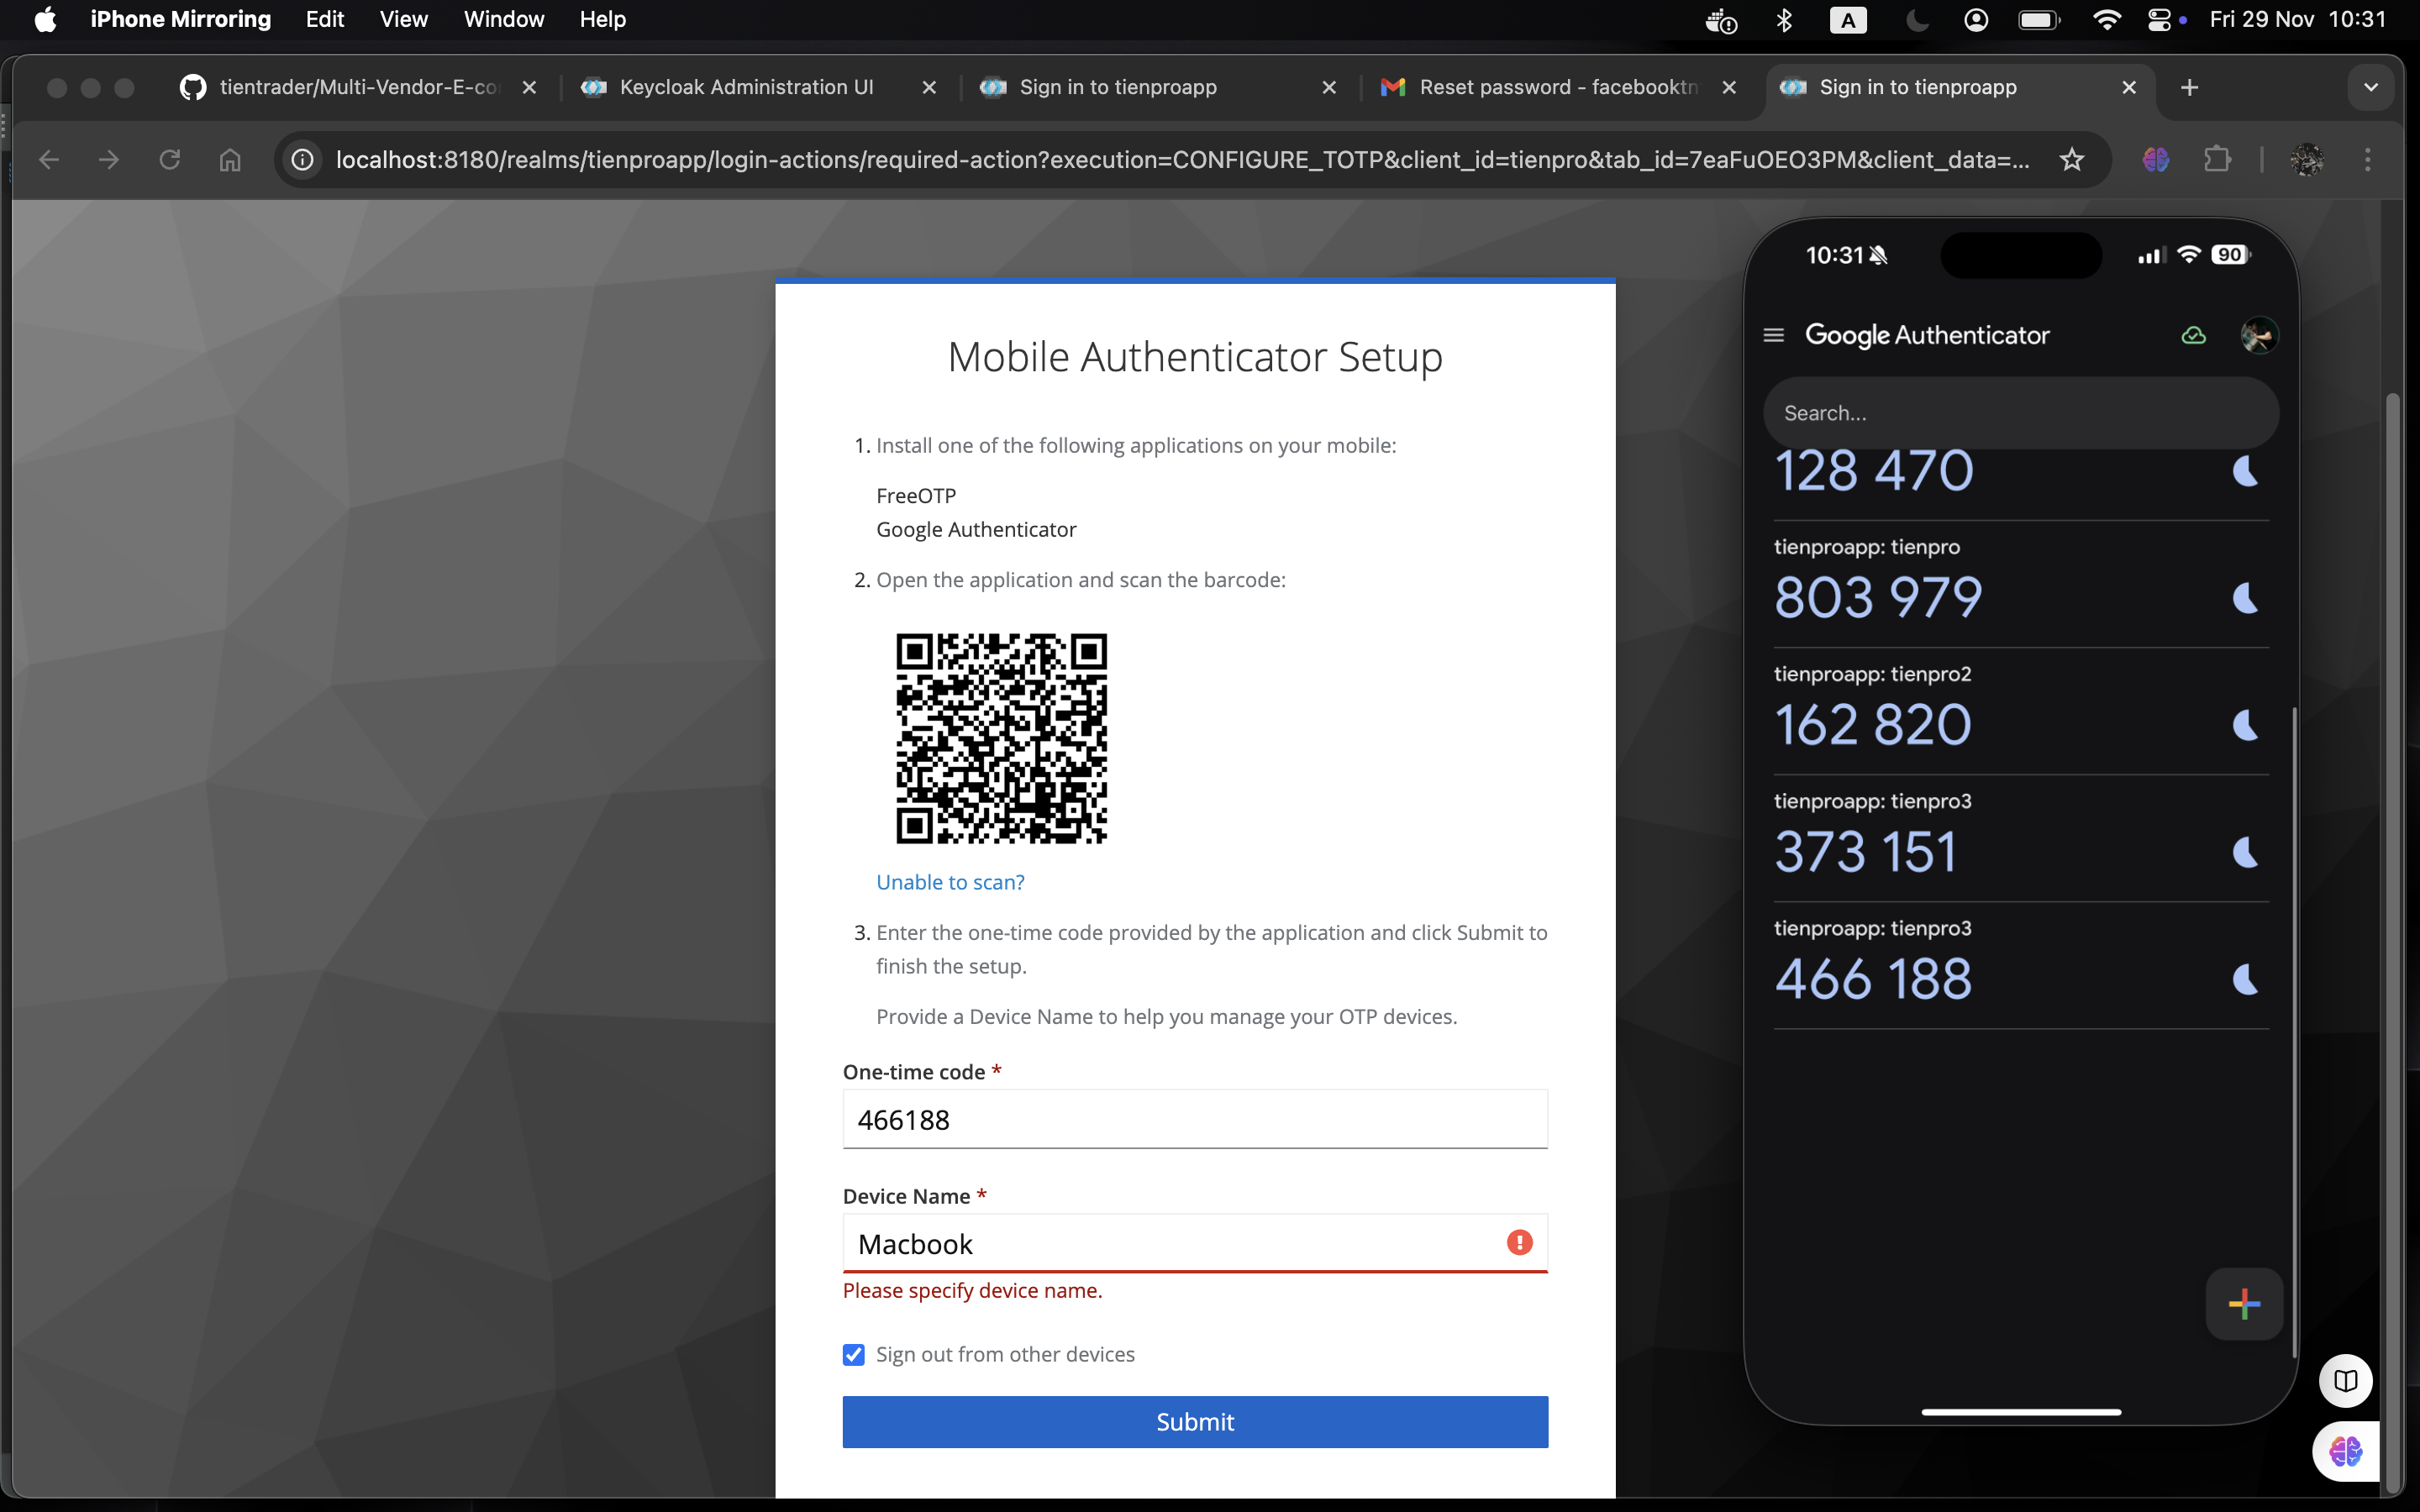 iPhone Mirroring Edit View Window Help A Fri 29 Nov 10:31
tientrader/Multi-Vendor-E-co Keycloak Administration UI Sign in to tienproapp Reset password - facebooktn Sign in to tienproapp
localhost:8180/realms/tienproapp/login-actions/required-action?execution=CONFIGURE_TOTP&client_id=tienpro&tab_id=7eaFuOEO3PM&client_data=...
Mobile Authenticator Setup
1. Install one of the following applications on your mobile:
FreeOTP
Google Authenticator
2. Open the application and scan the barcode:
Unable to scan?
3. Enter the one-time code provided by the application and click Submit to
finish the setup.
Provide a Device Name to help you manage your OTP devices.
One-time code *
466188
Device Name *
Macbook
Please specify device name.
Sign out from other devices
Submit
10:31 90
Google Authenticator
Search...
128 470
tienproapp: tienpro
803 979
tienproapp: tienpro2
162 820
tienproapp: tienpro3
373 151
tienproapp: tienpro3
466 188